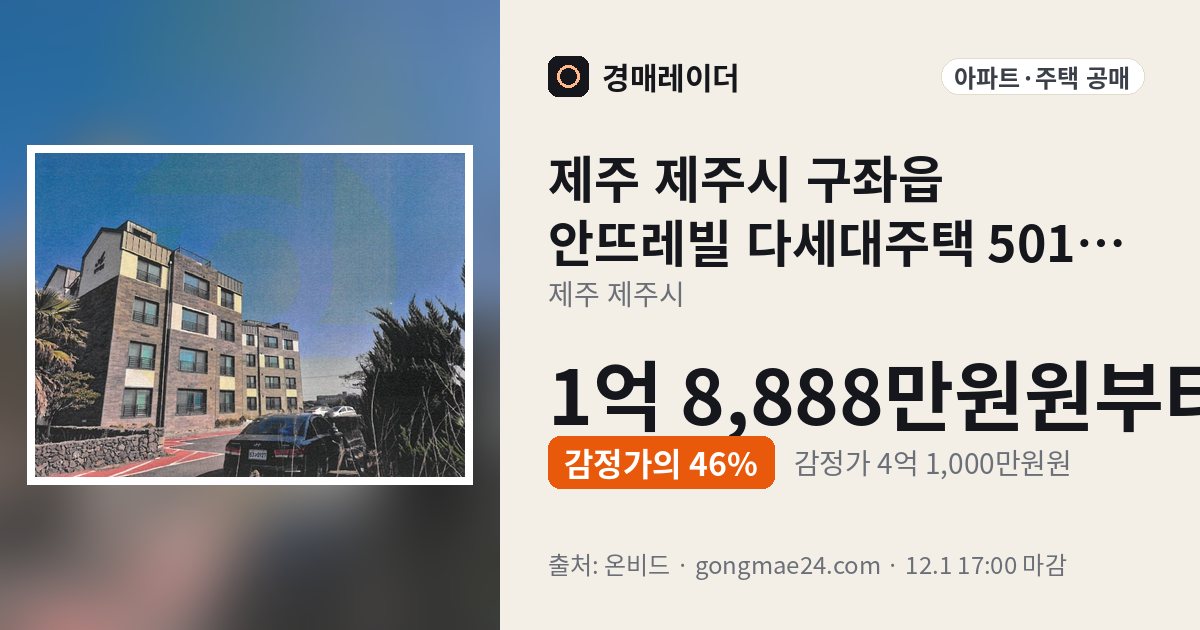 경매레이더
아파트·주택 공매
제주 제주시 구좌읍
안뜨레빌 다세대주택 501…
제주 제주시
1억 8,888만원원부터
감정가의 46%
감정가 4억 1,000만원원
출처: 온비드 · gongmae24.com · 12.1 17:00 마감